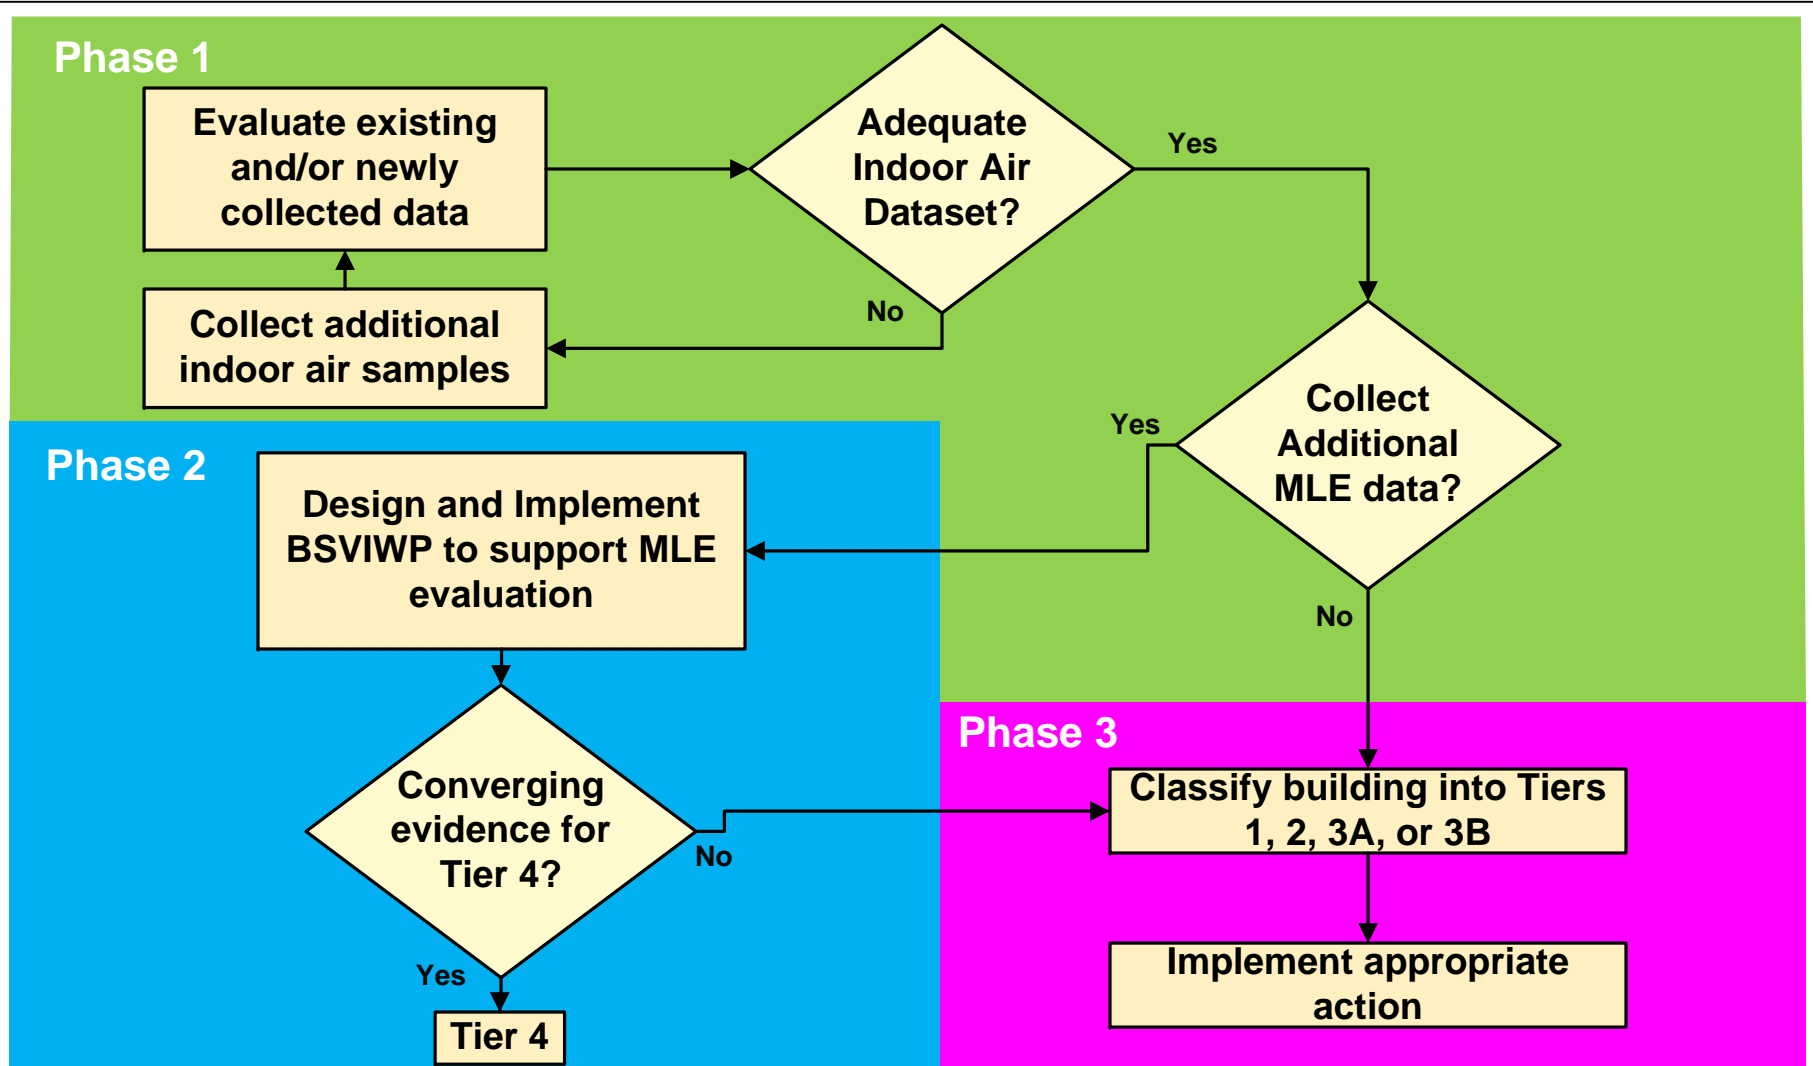 Phase 1
Evaluate existing
and/or newly
collected data
Adequate
Indoor Air
Dataset?
Yes
No
Collect additional
indoor air samples
Collect
Additional
MLE data?
Yes
No
Phase 2
Design and Implement
BSVIWP to support MLE
evaluation
Converging
evidence for
Tier 4?
No
Yes
Tier 4
Phase 3
Classify building into Tiers
1, 2, 3A, or 3B
Implement appropriate
action